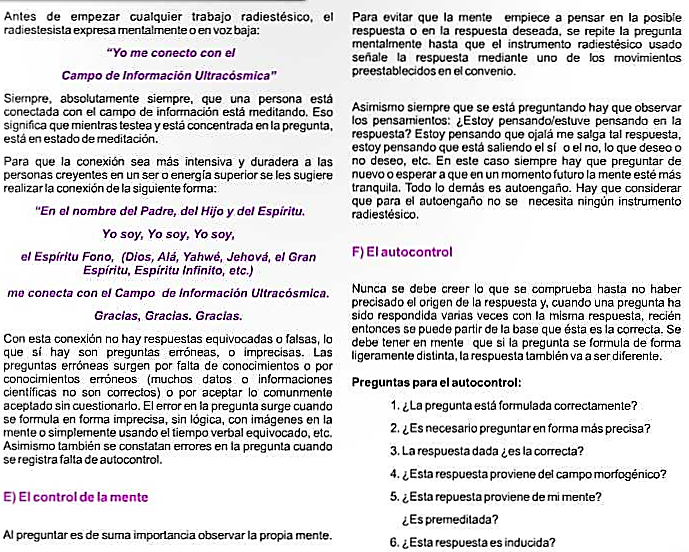 Antes de empezar cualquier trabajo radiestésico, el
radiestesista expresa mentalmente o en voz baja:
"Yo me conecto con el
Campo de Información Ultracósmica"
Siempre, absolutamente siempre, que una persona está
conectada con el campo de información está meditando. Eso
significa que mientras testea y está concentrada en la pregunta,
está en estado de meditación.
Para que la conexión sea más intensiva y duradera a las
personas creyentes en un ser o energía superior se les sugiere
realizar la conexión de la siguiente forma:
"En el nombre del Padre, del Hijo y del Espíritu.
Yo soy, Yo soy, Yo soy,
el Espíritu Fono, (Dios, Alá, Yahwé, Jehová, el Gran
Espíritu, Espíritu Infinito, etc.)
me conecta con el Campo de Información Ultracósmica.
Gracias, Gracias. Gracias.
Con esta conexión no hay respuestas equivocadas o falsas, lo
que sí hay son preguntas erróneas, o imprecisas. Las
preguntas erróneas surgen por falta de conocimientos o por
conocimientos erróneos (muchos datos o informaciones
científicas no son correctos) o por aceptar lo comunmente
aceptado sin cuestionarlo. El error en la pregunta surge cuando
se formula en forma imprecisa, sin lógica, con imágenes en la
mente o simplemente usando el tiempo verbal equivocado, etc.
Asimismo también se constatan errores en la pregunta cuando
se registra falta de autocontrol.
E) El control de la mente
Al preguntar es de suma importancia observar la propia mente.
Para evitar que la mente empiece a pensar en la posible
respuesta o en la respuesta deseada, se repite la pregunta
mentalmente hasta que el instrumento radiestésico usado
señale la respuesta mediante uno de los movimientos
preestablecidos en el convenio.
Asimismo siempre que se está preguntando hay que observar
los pensamientos: ¿Estoy pensando/estuve pensando en la
respuesta? Estoy pensando que ojalá me salga tal respuesta,
estoy pensando que está saliendo el sí o el no, lo que deseo o
no deseo, etc. En este caso siempre hay que preguntar de
nuevo o esperar a que en un momento futuro la mente esté más
tranquila. Todo lo demás es autoengaño. Hay que considerar
que para el autoengaño no se necesita ningún instrumento
radiestésico.
F) El autocontrol
Nunca se debe creer lo que se comprueba hasta no haber
precisado el origen de la respuesta y, cuando una pregunta ha
sido respondida varias veces con la misma respuesta, recién
entonces se puede partir de la base que ésta es la correcta. Se
debe tener en mente que si la pregunta se formula de forma
ligeramente distinta, la respuesta también va a ser diferente.
Preguntas para el autocontrol:
1. ¿La pregunta está formulada correctamente?
2. ¿Es necesario preguntar en forma más precisa?
3. La respuesta dada ¿es la correcta?
4. ¿Esta respuesta proviene del campo morfogénico?
5. ¿Esta repuesta proviene de mi mente?
¿Es premeditada?
6. ¿Esta respuesta es inducida?